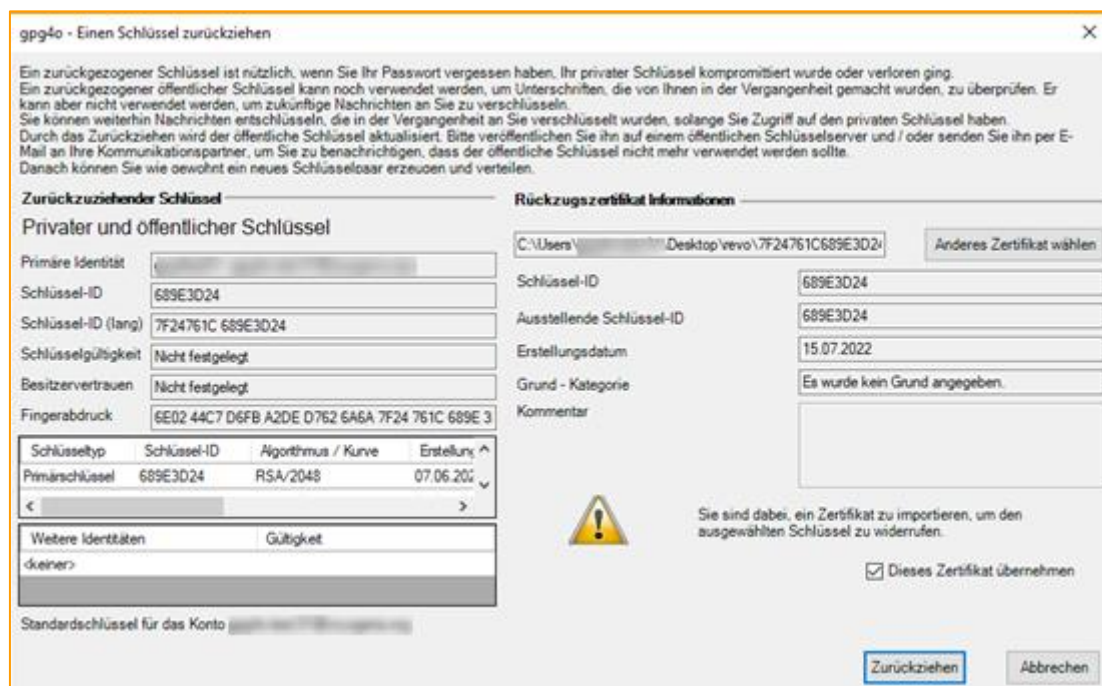 gpg4o - Einen Schlüssel zurückziehen
Ein zurückgezogener Schlüssel ist nützlich, wenn Sie Ihr Passwort vergessen haben, Ihr privater Schlüssel kompromittiert wurde oder verloren ging.
Ein zurückgezogener öffentlicher Schlüssel kann noch verwendet werden, um Unterschriften, die von Ihnen in der Vergangenheit gemacht wurden, zu überprüfen. Er
kann aber nicht verwendet werden, um zukünftige Nachrichten an Sie zu verschlüsseln.
Sie können weiterhin Nachrichten entschlüsseln, die in der Vergangenheit an Sie verschlüsselt wurden, solange Sie Zugriff auf den privaten Schlüssel haben.
Durch das Zurückziehen wird der öffentliche Schlüssel aktualisiert. Bitte veröffentlichen Sie ihn auf einem öffentlichen Schlüsselserver und / oder senden Sie ihn per E-
Mail an Ihre Kommunikationspartner, um Sie zu benachrichtigen, dass der öffentliche Schlüssel nicht mehr verwendet werden sollte.
Danach können Sie wie gewohnt ein neues Schlüsselpaar erzeugen und verteilen.
Zurückzuziehender Schlüssel
Privater und öffentlicher Schlüssel
Primäre Identität
Schlüssel-ID 689E3D24
Schlüssel-ID (lang) 7F24761C 689E3D24
Schlüsselgültigkeit Nicht festgelegt
Besitzervertrauen Nicht festgelegt
Fingerabdruck 6E02 44C7 D6FB A2DE D762 6A6A 7F24 761C 689E 3
Schlüsseltyp Schlüssel-ID Algorithmus / Kurve Erstellung
Primärschlüssel 689E3D24 RSA/2048 07.06.202
Weitere Identitäten Gültigkeit
<keiner>
Standardschlüssel für das Konto
Rückzugszertifikat Informationen
C:\Users\ \Desktop\revo\7F24761C689E3D24 Anderes Zertifikat wählen
Schlüssel-ID 689E3D24
Ausstellende Schlüssel-ID 689E3D24
Erstellungsdatum 15.07.2022
Grund - Kategorie Es wurde kein Grund angegeben.
Kommentar
Sie sind dabei, ein Zertifikat zu importieren, um den
ausgewählten Schlüssel zu widerrufen.
Dieses Zertifikat übernehmen
Zurückziehen Abbrechen